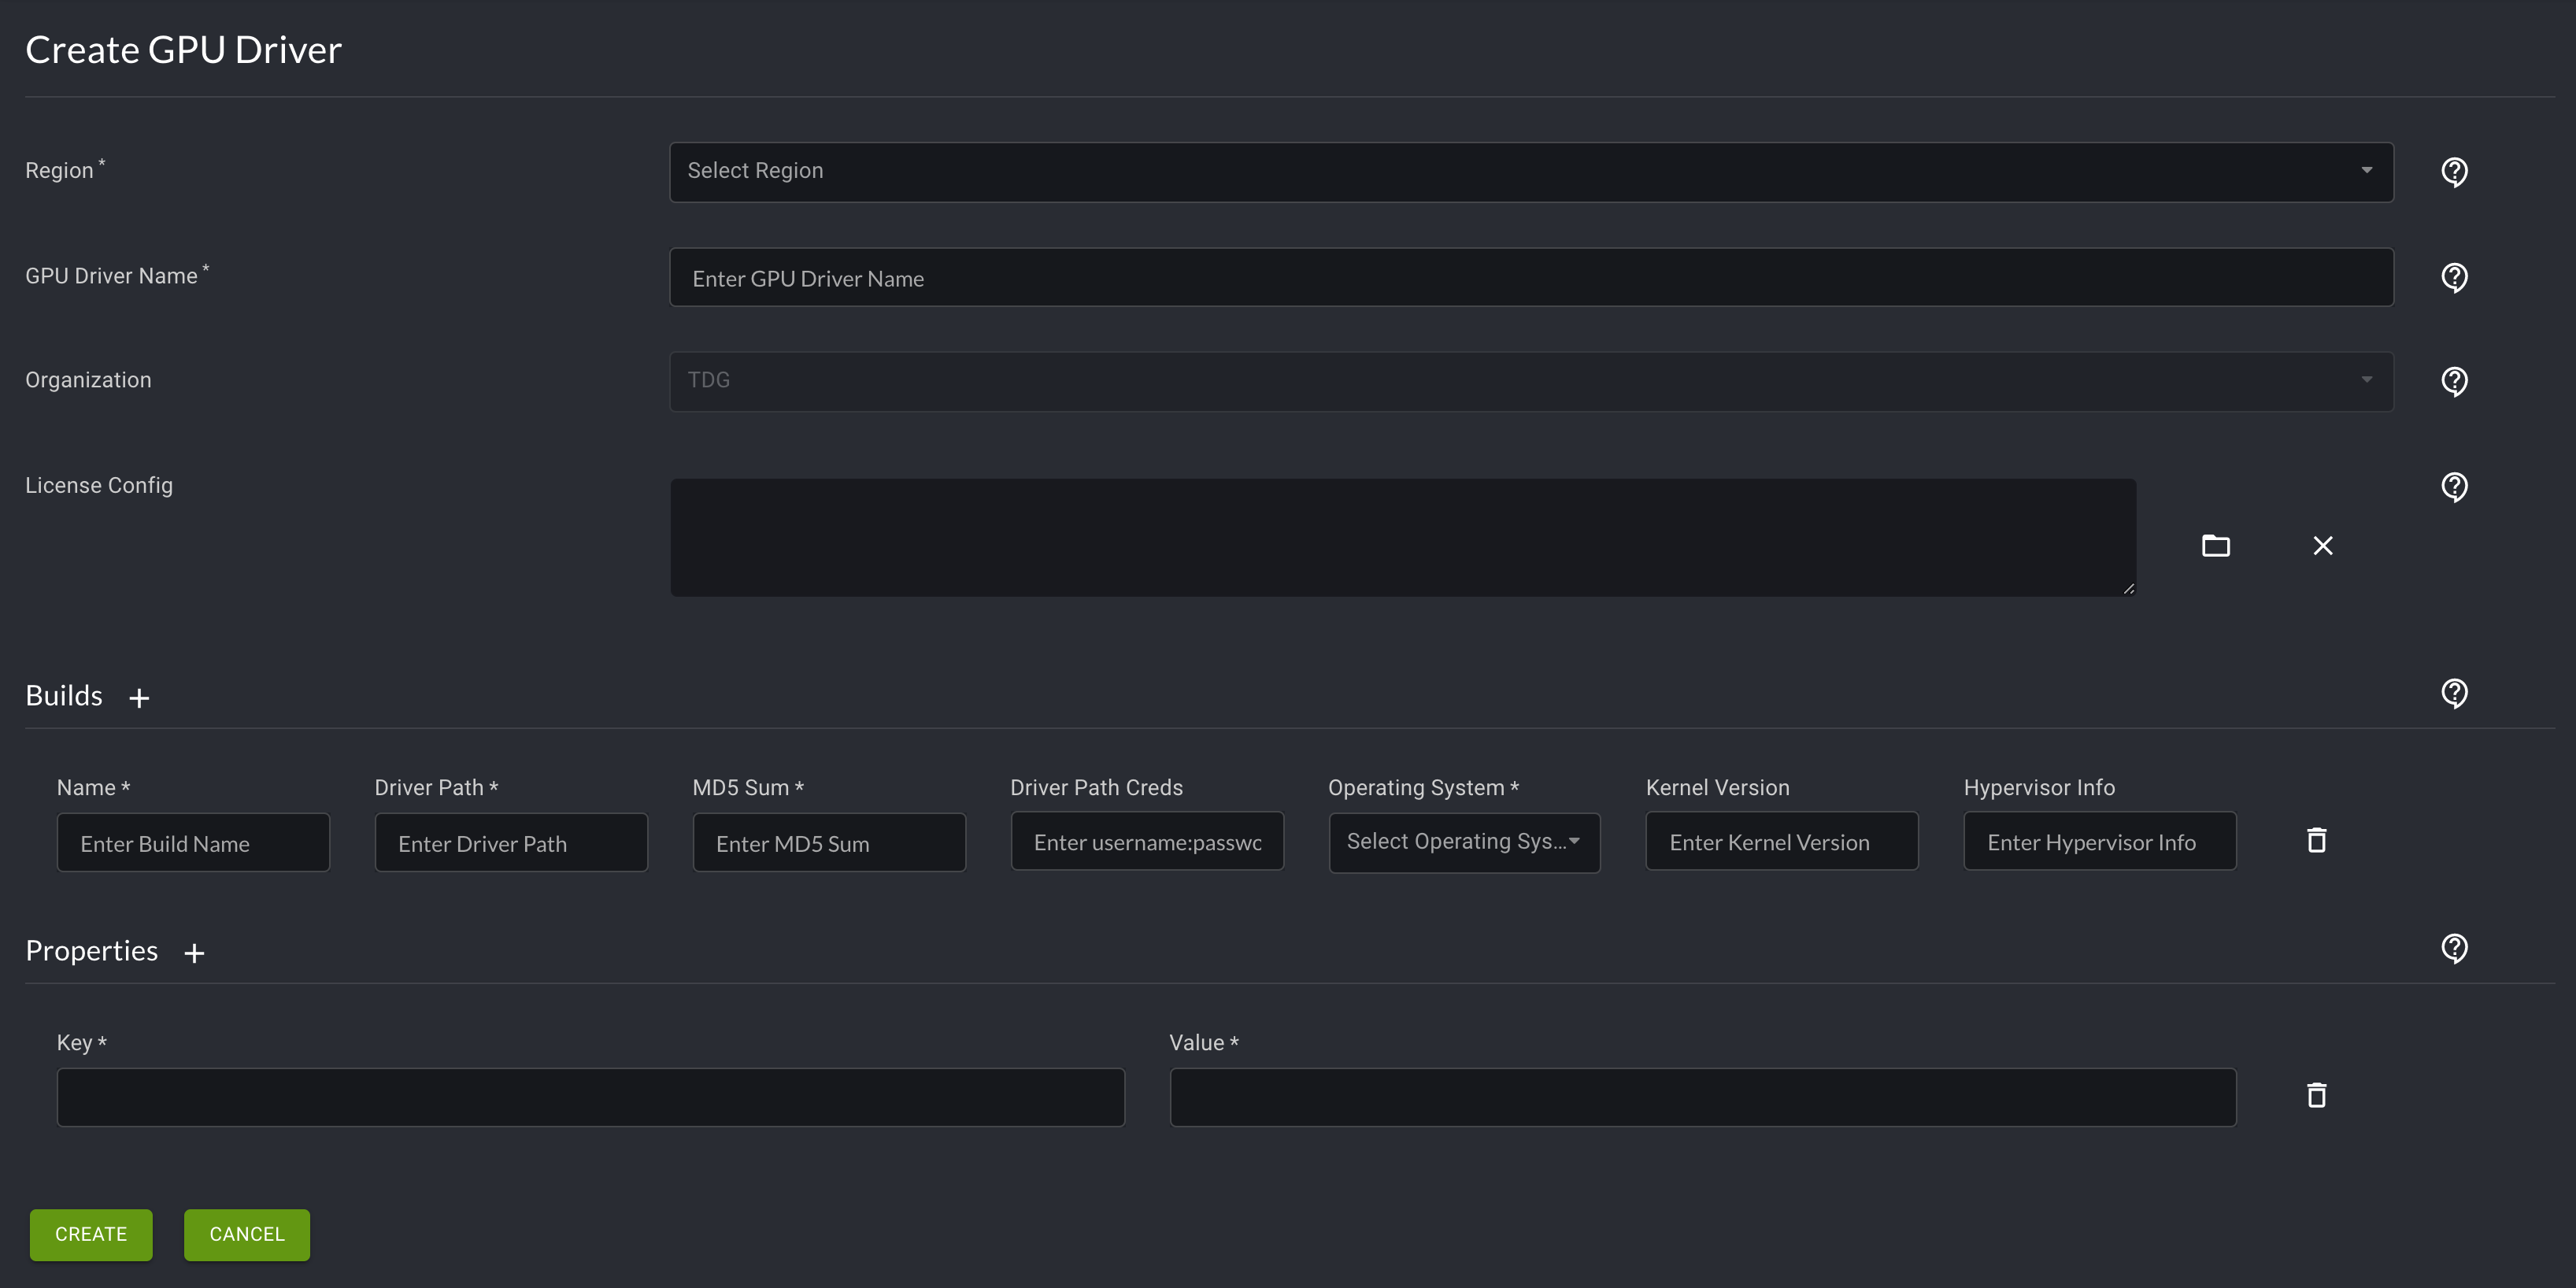 Create GPU Driver
Region *
Select Region
GPU Driver Name *
Enter GPU Driver Name
Organization
TDG
License Config
Builds
Name * Driver Path * MD5 Sum * Driver Path Creds Operating System * Kernel Version Hypervisor Info
Enter Build Name Enter Driver Path Enter MD5 Sum Enter username:passwc Select Operating Sys... Enter Kernel Version Enter Hypervisor Info
Properties
Key * Value *
CREATE CANCEL